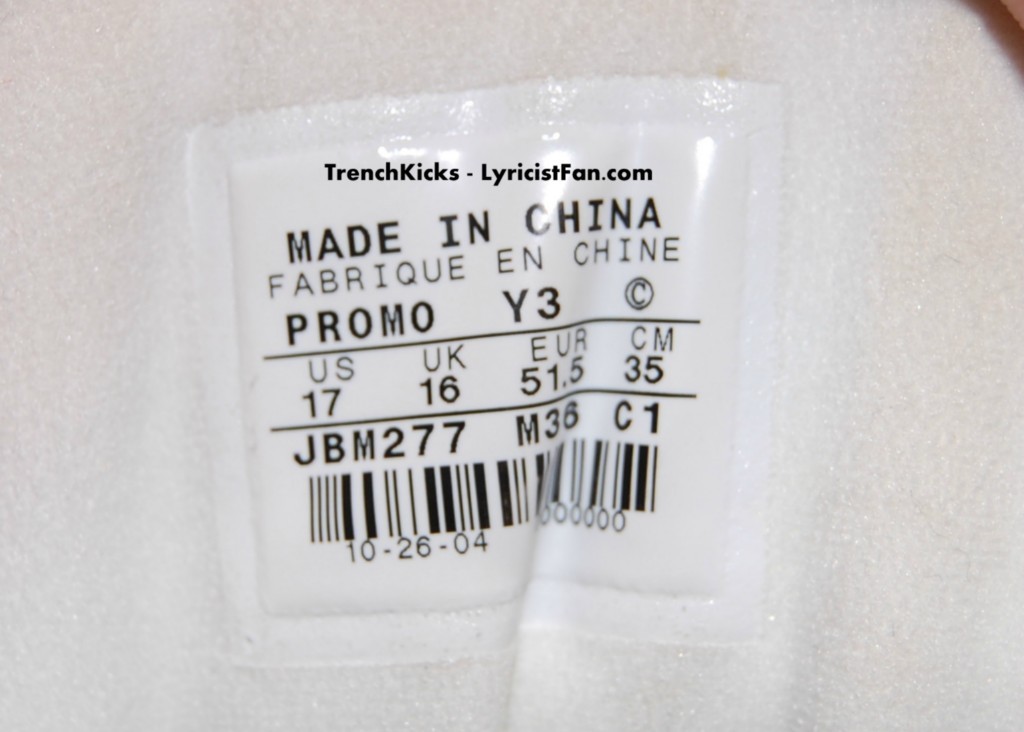 TrenchKicks - LyricistFan.com
MADE IN CHINA
FABRIQUE EN CHINE
PROMO Y3 ©
US UK EUR CM
17 16 51.5 35
JBM277 M36 C1
10-26-04 000000